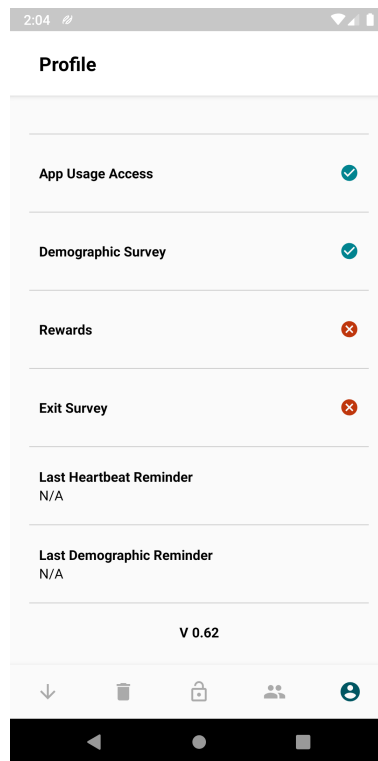 2:04
Profile
App Usage Access
Demographic Survey
Rewards
Exit Survey
Last Heartbeat Reminder
N/A
Last Demographic Reminder
N/A
V 0.62